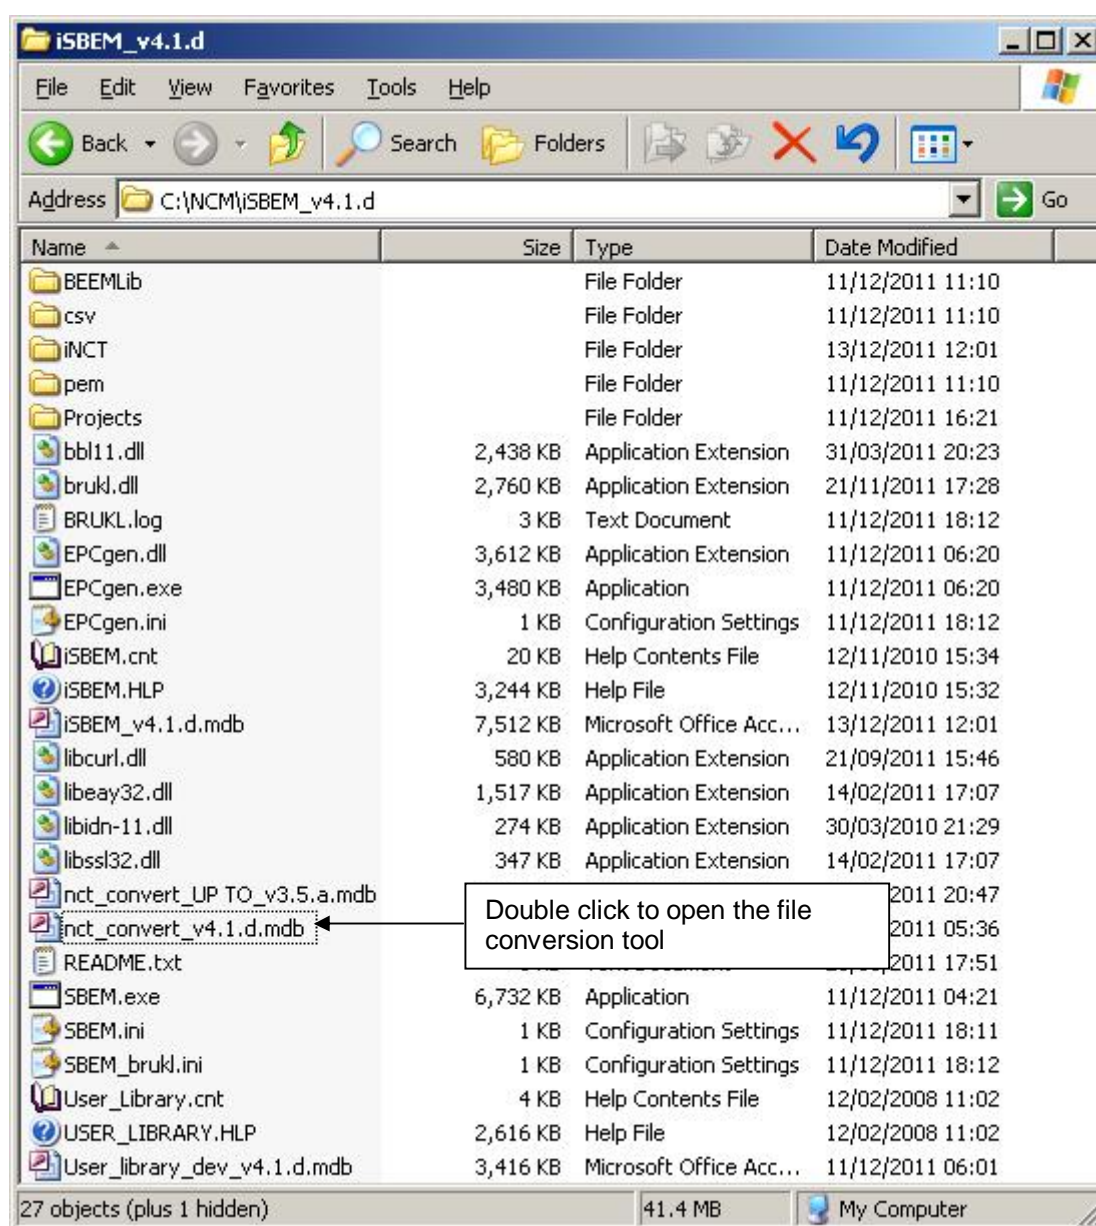 iSBEM_v4.1.d
File Edit View Favorites Tools Help
Back Search Folders
Address C:\NCM\iSBEM_v4.1.d Go
Name Size Type Date Modified
BEEMLib File Folder 11/12/2011 11:10
csv File Folder 11/12/2011 11:10
iNCT File Folder 13/12/2011 12:01
pem File Folder 11/12/2011 11:10
Projects File Folder 11/12/2011 16:21
bbl11.dll 2,438 KB Application Extension 31/03/2011 20:23
brukl.dll 2,760 KB Application Extension 21/11/2011 17:28
BRUKL.log 3 KB Text Document 11/12/2011 18:12
EPCgen.dll 3,612 KB Application Extension 11/12/2011 06:20
EPCgen.exe 3,480 KB Application 11/12/2011 06:20
EPCgen.ini 1 KB Configuration Settings 11/12/2011 18:12
iSBEM.cnt 20 KB Help Contents File 12/11/2010 15:34
iSBEM.HLP 3,244 KB Help File 12/11/2010 15:32
iSBEM_v4.1.d.mdb 7,512 KB Microsoft Office Acc... 13/12/2011 12:01
libcurl.dll 580 KB Application Extension 21/09/2011 15:46
libeay32.dll 1,517 KB Application Extension 14/02/2011 17:07
libidn-11.dll 274 KB Application Extension 30/03/2010 21:29
libssl32.dll 347 KB Application Extension 14/02/2011 17:07
nct_convert_UP TO_v3.5.a.mdb 2011 20:47
nct_convert_v4.1.d.mdb 2011 05:36
Double click to open the file
conversion tool
README.txt 2011 17:51
SBEM.exe 6,732 KB Application 11/12/2011 04:21
SBEM.ini 1 KB Configuration Settings 11/12/2011 18:11
SBEM_brukl.ini 1 KB Configuration Settings 11/12/2011 18:12
User_Library.cnt 4 KB Help Contents File 12/02/2008 11:02
USER_LIBRARY.HLP 2,616 KB Help File 12/02/2008 11:02
User_library_dev_v4.1.d.mdb 3,416 KB Microsoft Office Acc... 11/12/2011 06:01
27 objects (plus 1 hidden) 41.4 MB My Computer